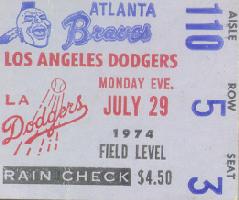 ATLANTA
Braves
LOS ANGELES DODGERS
MONDAY EVE.
LA
JULY 29
Dodgers
1974
FIELD LEVEL
RAIN CHECK $4.50
AISLE
110
ROW
5
SEAT
3